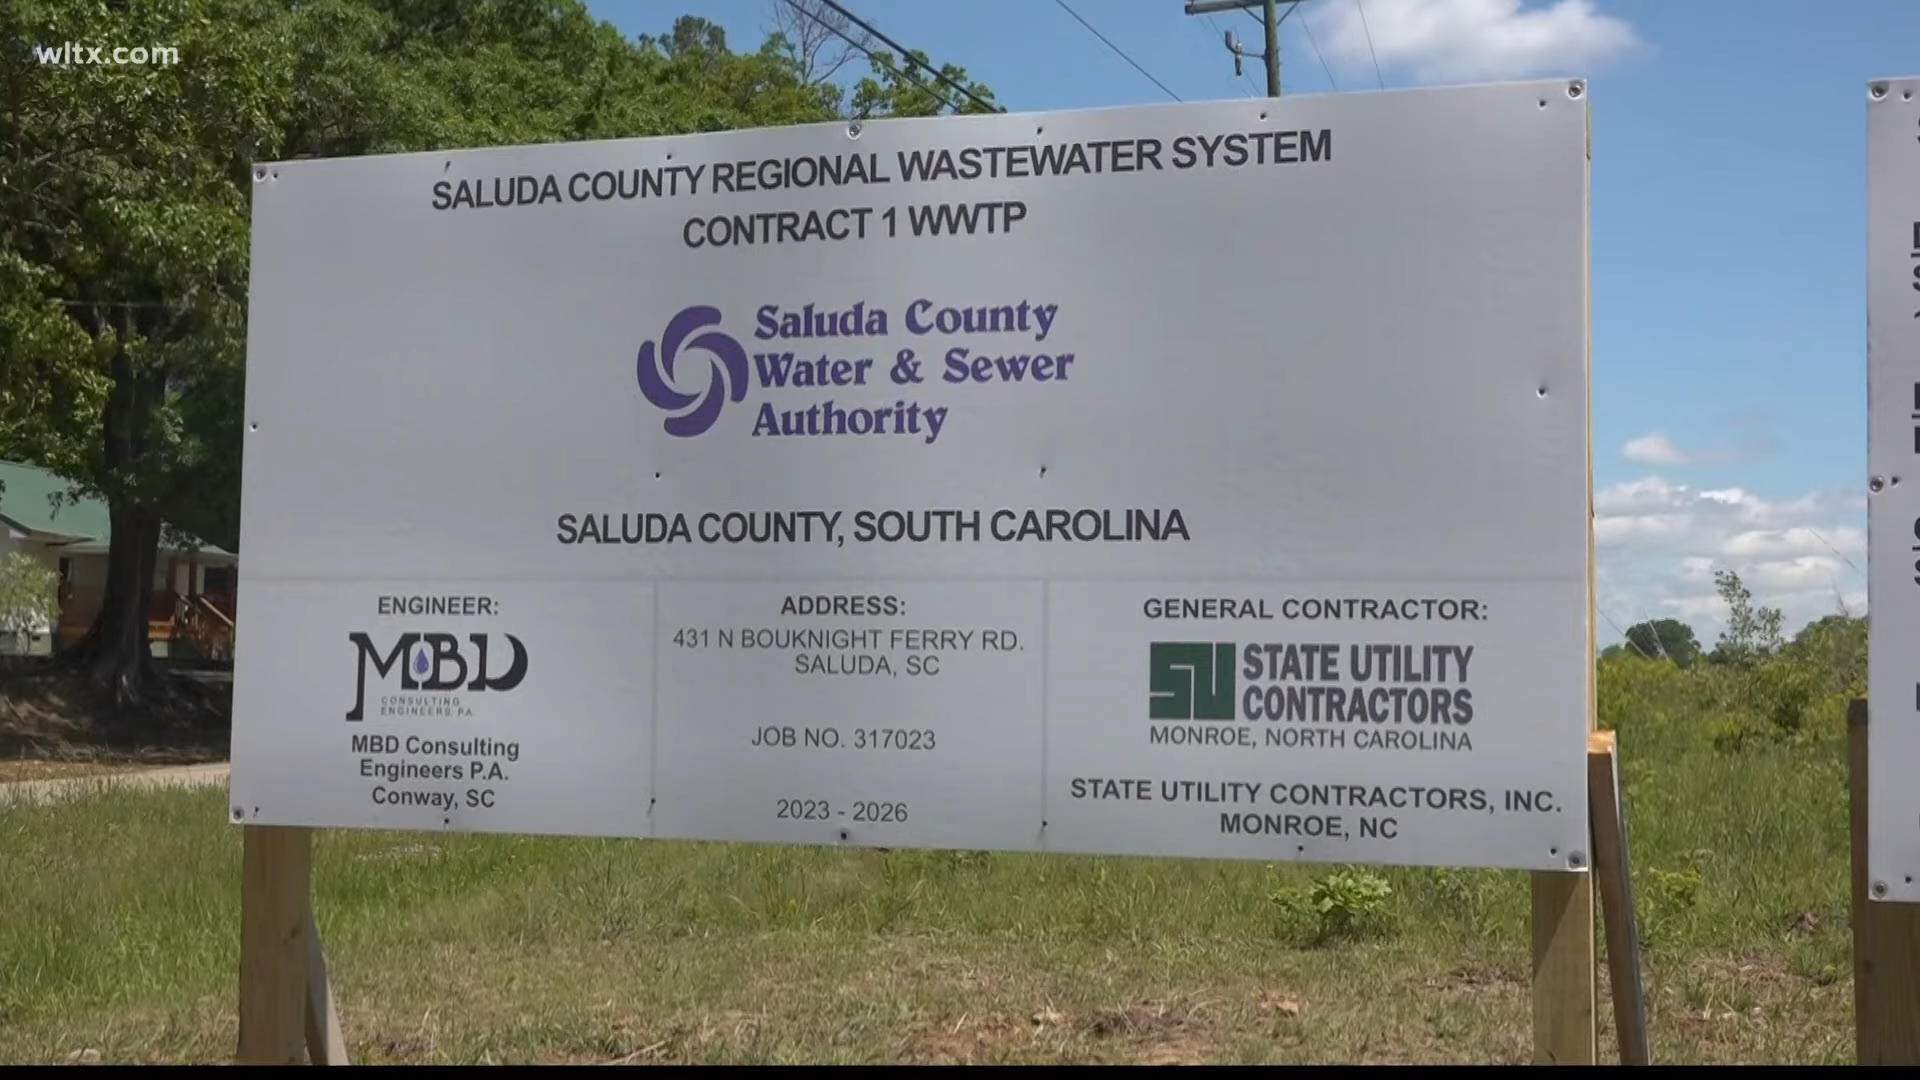 wltx.com
SALUDA COUNTY REGIONAL WASTEWATER SYSTEM
CONTRACT 1 WWTP
Saluda County
Water & Sewer
Authority
SALUDA COUNTY, SOUTH CAROLINA
ENGINEER:
MBD
CONSULTING
ENGINEERS, P.A.
MBD Consulting
Engineers P.A.
Conway, SC
ADDRESS:
431 N BOUKNIGHT FERRY RD.
SALUDA, SC
JOB NO. 317023
2023 - 2026
GENERAL CONTRACTOR:
SU
STATE UTILITY
CONTRACTORS
MONROE, NORTH CAROLINA
STATE UTILITY CONTRACTORS, INC.
MONROE, NC